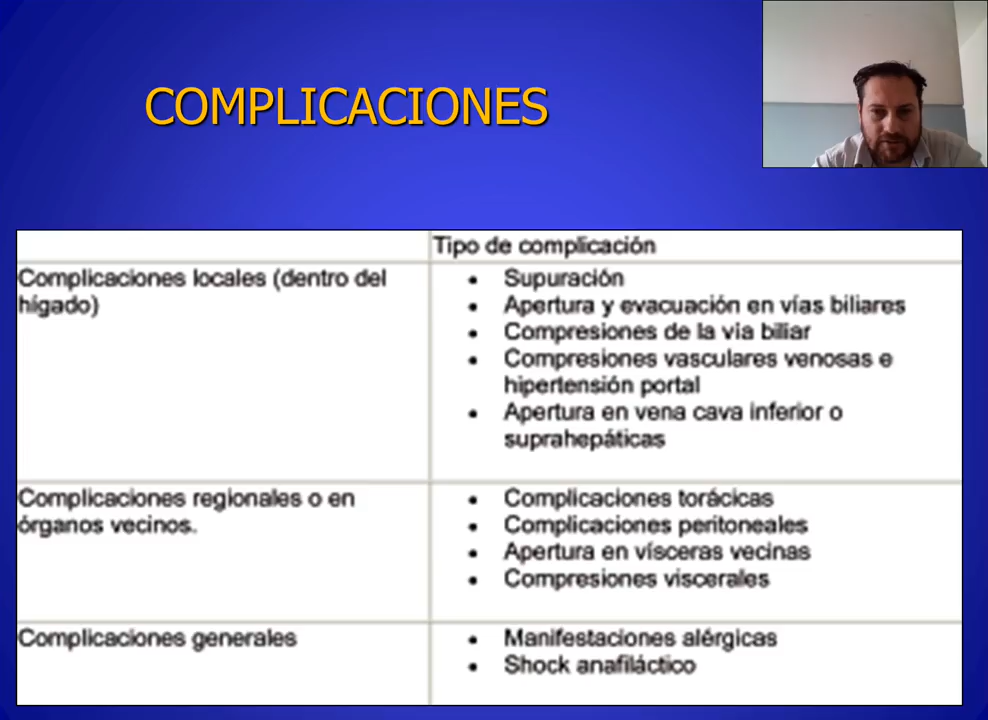 COMPLICACIONES
Tipo de complicación
Complicaciones locales (dentro del
hígado)
• Supuración
• Apertura y evacuación en vías biliares
• Compresiones de la vía biliar
• Compresiones vasculares venosas e
hipertensión portal
• Apertura en vena cava inferior o
suprahepáticas
Complicaciones regionales o en
órganos vecinos.
• Complicaciones torácicas
• Complicaciones peritoneales
• Apertura en vísceras vecinas
• Compresiones viscerales
Complicaciones generales
• Manifestaciones alérgicas
• Shock anafiláctico